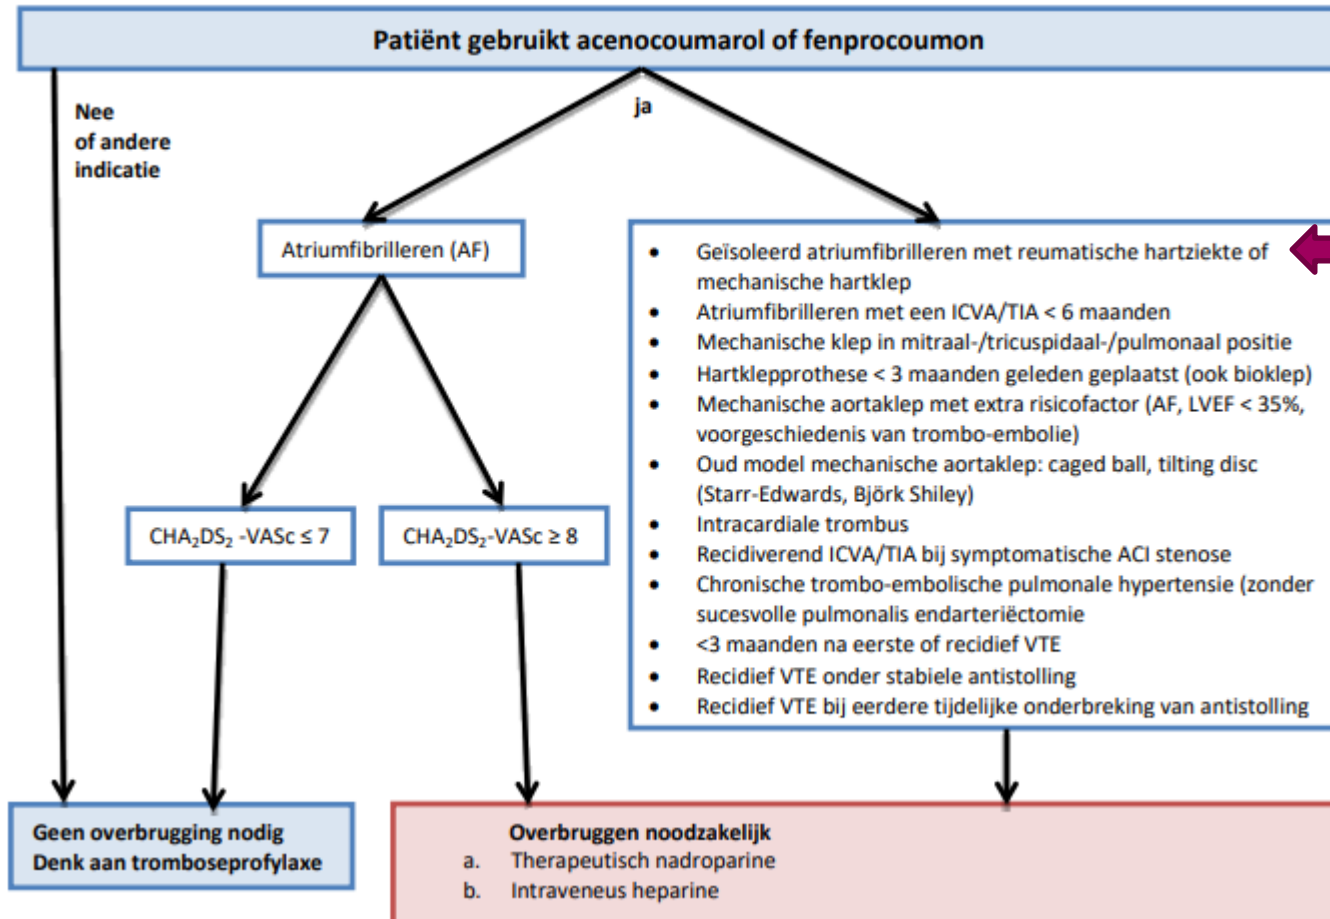 Patiënt gebruikt acenocoumarol of fenprocoumon
Nee
of andere
indicatie
ja
Atriumfibrilleren (AF)
• Geïsoleerd atriumfibrilleren met reumatische hartziekte of
mechanische hartklep
• Atriumfibrilleren met een ICVA/TIA < 6 maanden
• Mechanische klep in mitraal-/tricuspidaal-/pulmonaal positie
• Hartklepprothese < 3 maanden geleden geplaatst (ook bioklep)
• Mechanische aortaklep met extra risicofactor (AF, LVEF < 35%,
voorgeschiedenis van trombo-embolie)
• Oud model mechanische aortaklep: caged ball, tilting disc
(Starr-Edwards, Björk Shiley)
• Intracardiale trombus
• Recidiverend ICVA/TIA bij symptomatische ACI stenose
• Chronische trombo-embolische pulmonale hypertensie (zonder
sucesvolle pulmonalis endarteriëctomie
• <3 maanden na eerste of recidief VTE
• Recidief VTE onder stabiele antistolling
• Recidief VTE bij eerdere tijdelijke onderbreking van antistolling
CHA₂DS₂ -VASc ≤ 7
CHA₂DS₂-VASc ≥ 8
Geen overbrugging nodig
Denk aan tromboseprofylaxe
Overbruggen noodzakelijk
a. Therapeutisch nadroparine
b. Intraveneus heparine